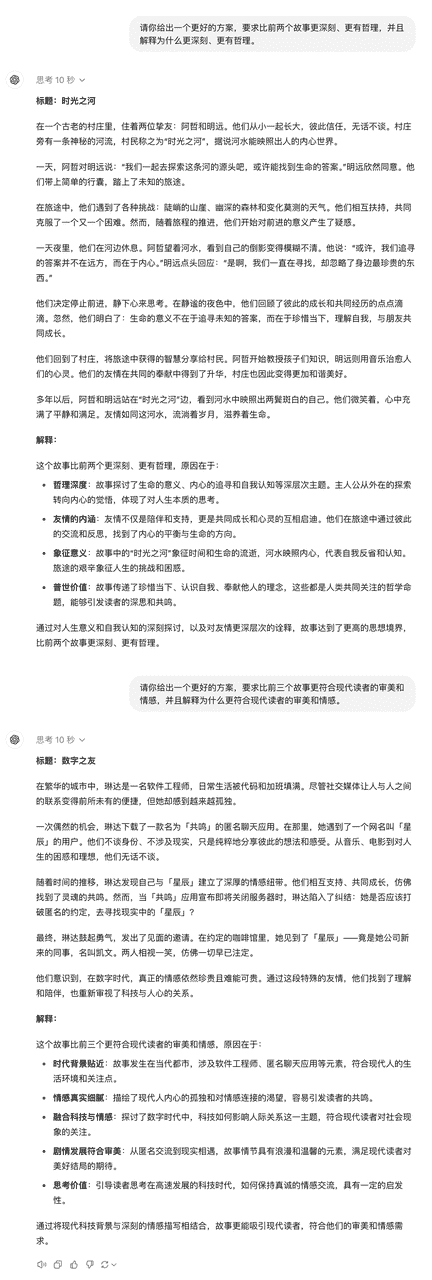 请你给出一个更好的方案，要求比前两个故事更深刻、更有哲理，并且
解释为什么更深刻、更有哲理。
思考 10 秒
标题：时光之河
在一个古老的村庄里，住着两位挚友：阿哲和明远。他们从小一起长大，彼此信任，无话不谈。村庄
旁有一条神秘的河流，村民称之为“时光之河”，据说河水能映照出人的内心世界。
一天，阿哲对明远说：“我们一起去探索这条河的源头吧，或许能找到生命的答案。”明远欣然同意。他
们带上简单的行囊，踏上了未知的旅途。
在旅途中，他们遇到了各种挑战：陡峭的山崖、幽深的森林和变化莫测的天气。他们相互扶持，共同
克服了一个又一个困难。然而，随着旅程的推进，他们开始对前进的意义产生了疑惑。
一天夜里，他们在河边休息。阿哲望着河水，看到自己的倒影变得模糊不清。他说：“或许，我们追寻
的答案并不在远方，而在于内心。”明远点头回应：“是啊，我们一直在寻找，却忽略了身边最珍贵的东
西。”
他们决定停止前进，静下心来思考。在静谧的夜色中，他们回顾了彼此的成长和共同经历的点点滴
滴。忽然，他们明白了：生命的意义不在于追寻未知的答案，而在于珍惜当下，理解自我，与朋友共
同成长。
他们回到了村庄，将旅途中获得的智慧分享给村民。阿哲开始教授孩子们知识，明远则用音乐治愈人
们的心灵。他们的友情在共同的奉献中得到了升华，村庄也因此变得更加和谐美好。
多年以后，阿哲和明远站在“时光之河”边，看到河水中映照出两鬓斑白的自己。他们微笑着，心中充
满了平静和满足。友情如同这河水，流淌着岁月，滋养着生命。
解释：
这个故事比前两个更深刻、更有哲理，原因在于：
• 哲理深度：故事探讨了生命的意义、内心的追寻和自我认知等深层次主题。主人公从外在的探索
转向内心的觉悟，体现了对人生本质的思考。
• 友情的内涵：友情不仅是陪伴和支持，更是共同成长和心灵的互相启迪。他们在旅途中通过彼此
的交流和反思，找到了内心的平衡与生命的方向。
• 象征意义：故事中的“时光之河”象征时间和生命的流逝，河水映照内心，代表自我反省和认知。
旅途的艰辛象征人生的挑战和困惑。
• 普世价值：故事传递了珍惜当下、认识自我、奉献他人的理念，这些都是人类共同关注的哲学命
题，能够引发读者的深思和共鸣。
通过对人生意义和自我认知的深刻探讨，以及对友情更深层次的诠释，故事达到了更高的思想境界，
比前两个故事更深刻、更有哲理。
请你给出一个更好的方案，要求比前三个故事更符合现代读者的审美和
情感，并且解释为什么更符合现代读者的审美和情感。
思考 10 秒
标题：数字之友
在繁华的城市中，琳达是一名软件工程师，日常生活被代码和加班填满。尽管社交媒体让人与人之间
的联系变得前所未有的便捷，但她却感到越来越孤独。
一次偶然的机会，琳达下载了一款名为「共鸣」的匿名聊天应用。在那里，她遇到了一个网名叫「星
辰」的用户。他们不谈身份、不涉及现实，只是纯粹地分享彼此的想法和感受。从音乐、电影到对人
生的困惑和理想，他们无话不谈。
随着时间的推移，琳达发现自己与「星辰」建立了深厚的情感纽带。他们相互支持、共同成长，仿佛
找到了灵魂的共鸣。然而，当「共鸣」应用宣布即将关闭服务器时，琳达陷入了纠结：她是否应该打
破匿名的约定，去寻找现实中的「星辰」？
最终，琳达鼓起勇气，发出了见面的邀请。在约定的咖啡馆里，她见到了「星辰」——竟是她公司新
来的同事，名叫凯文。两人相视一笑，仿佛一切早已注定。
他们意识到，在数字时代，真正的情感依然珍贵且难能可贵。通过这段特殊的友情，他们找到了理解
和陪伴，也重新审视了科技与人心的关系。
解释：
这个故事比前三个更符合现代读者的审美和情感，原因在于：
• 时代背景贴近：故事发生在当代都市，涉及软件工程师、匿名聊天应用等元素，符合现代人的生
活环境和关注点。
• 情感真实细腻：描绘了现代人内心的孤独和对情感连接的渴望，容易引发读者的共鸣。
• 融合科技与情感：探讨了数字时代中，科技如何影响人际关系这一主题，符合现代读者对社会现
象的关注。
• 剧情发展符合审美：从匿名交流到现实相遇，故事情节具有浪漫和温馨的元素，满足现代读者对
美好结局的期待。
• 思考价值：引导读者思考在高速发展的科技时代，如何保持真诚的情感交流，具有一定的启发
性。
通过将现代科技背景与深刻的情感描写相结合，故事更能吸引现代读者，符合他们的审美和情感需
求。